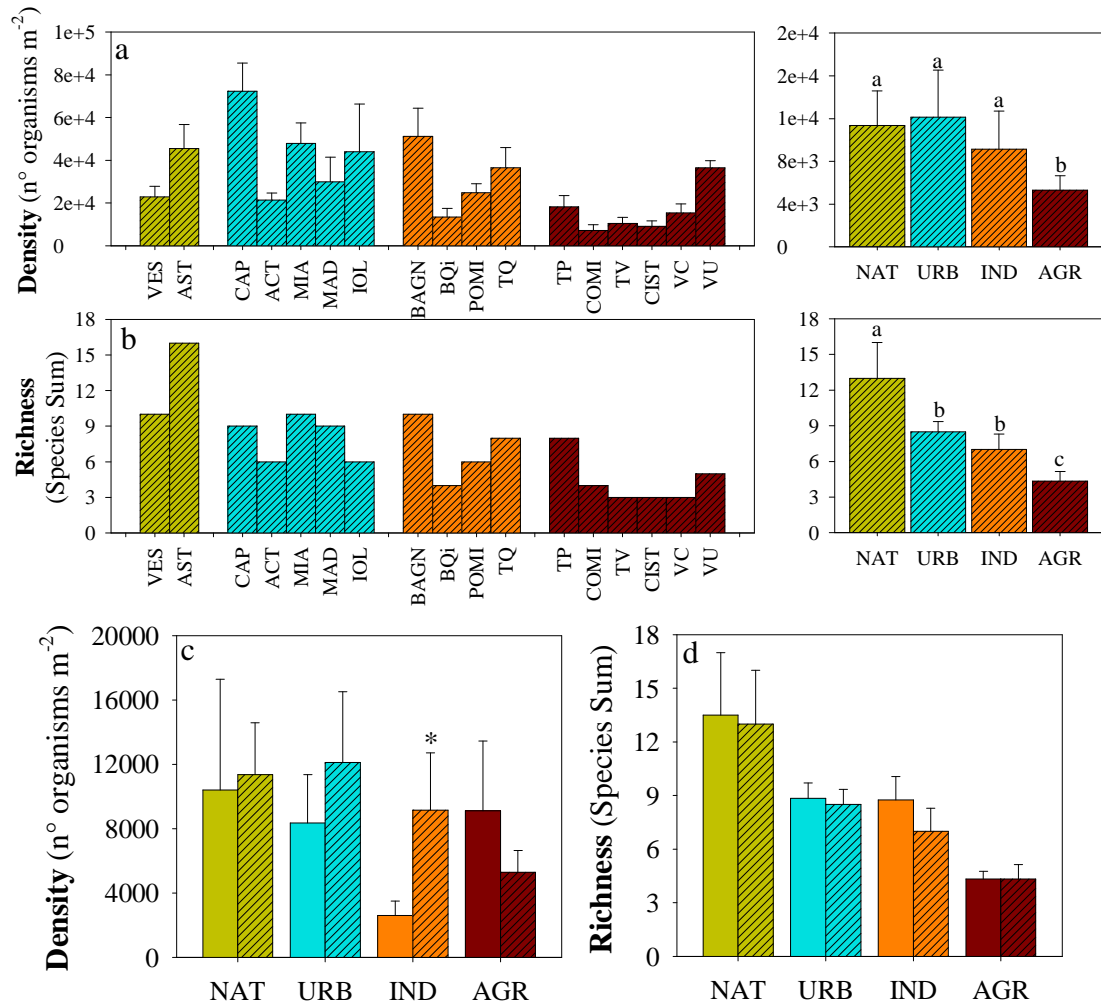 a
Density (n° organisms m-2)
1e+5
8e+4
6e+4
4e+4
2e+4
0
VES AST CAP ACT MIA MAD IOL BAGN BQi POMI TQ TP COMI TV CIST VC VU
2e+4
2e+4
1e+4
8e+3
4e+3
0
a a a b
NAT URB IND AGR
b
Richness
(Species Sum)
18
15
12
9
6
3
0
VES AST CAP ACT MIA MAD IOL BAGN BQi POMI TQ TP COMI TV CIST VC VU
18
15
12
9
6
3
0
a b b c
NAT URB IND AGR
c
Density (n° organisms m-2)
20000
16000
12000
8000
4000
0
*
NAT URB IND AGR
d
Richness (Species Sum)
18
15
12
9
6
3
0
NAT URB IND AGR